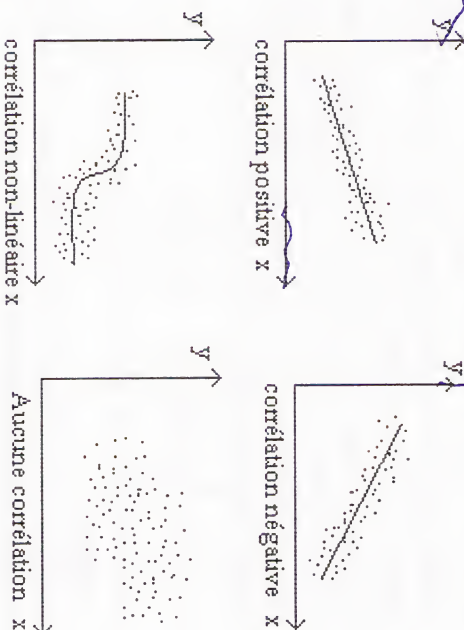 y
corrélation positive x
y
corrélation négative x
y
corrélation non-linéaire x
y
Aucune corrélation x